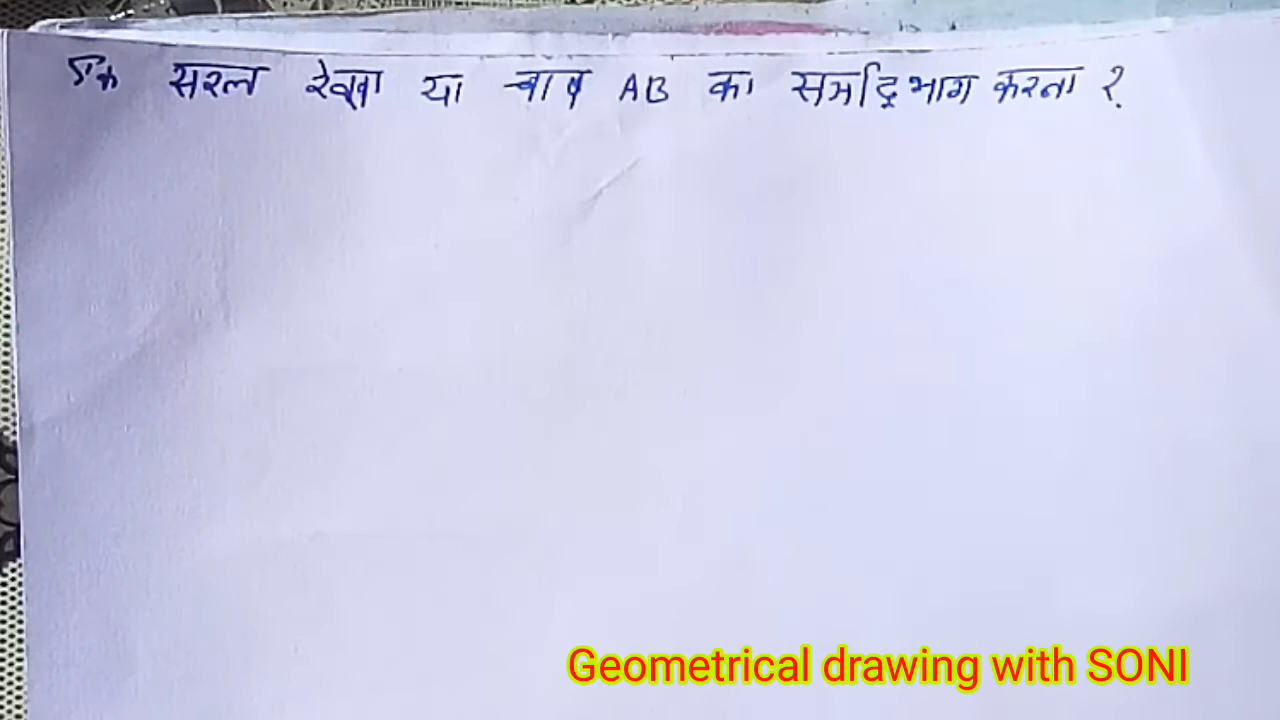 एक सरल रेखा या चाप AB का समद्विभाग करना ?
Geometrical drawing with SONI